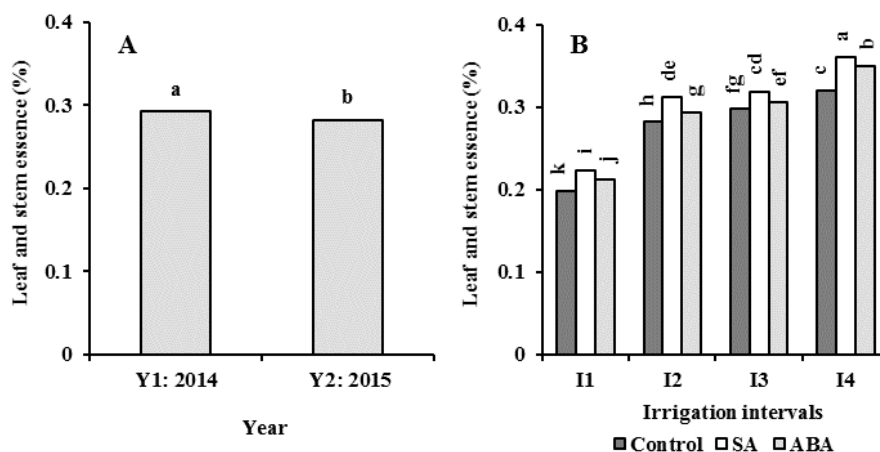 A
Leaf and stem essence (%)
0.4
0.3
0.2
0.1
0
a
b
Y1: 2014
Y2: 2015
Year
B
Leaf and stem essence (%)
0.4
0.3
0.2
0.1
0
k
i
j
h
de
g
fg
cd
ef
c
a
b
I1
I2
I3
I4
Irrigation intervals
Control SA ABA